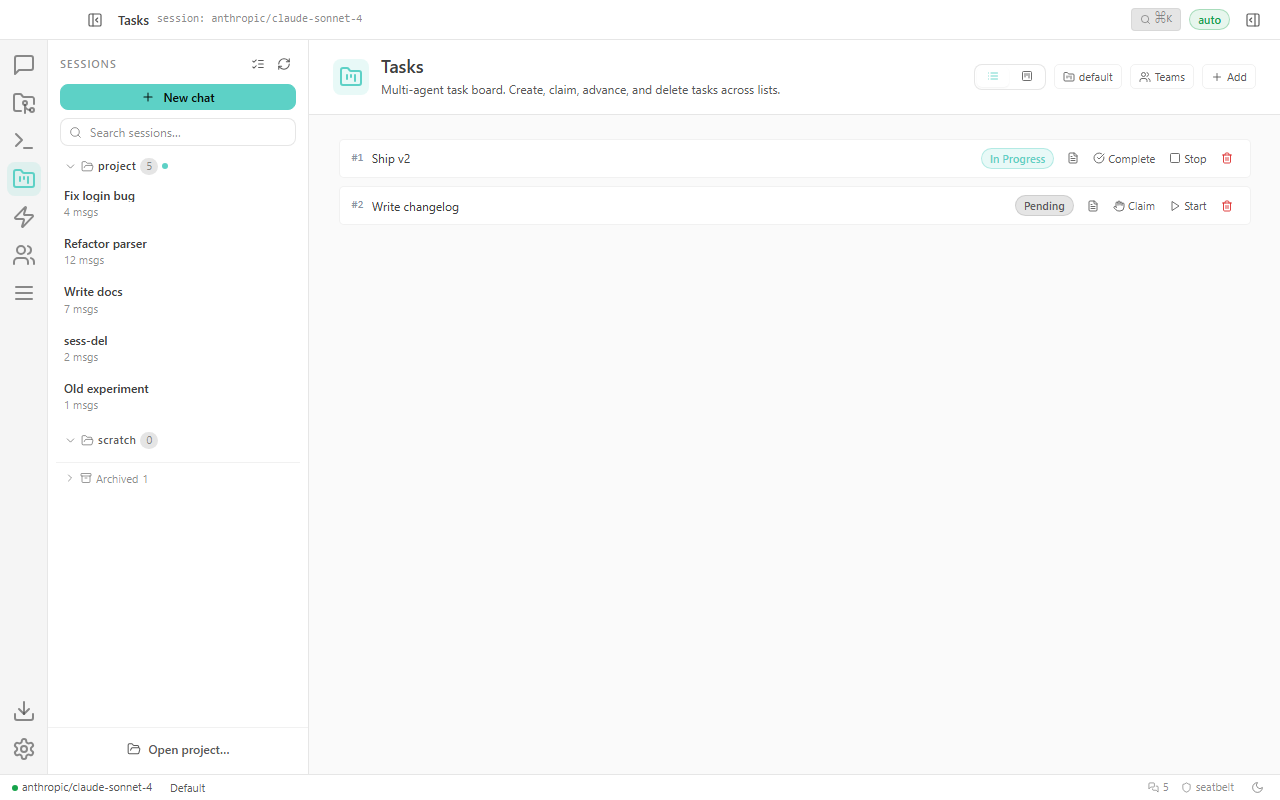 Tasks session: anthropic/claude-sonnet-4
⌘K
auto
SESSIONS
New chat
Search sessions...
project 5
Fix login bug
4 msgs
Refactor parser
12 msgs
Write docs
7 msgs
sess-del
2 msgs
Old experiment
1 msgs
scratch 0
Archived 1
Open project...
Tasks
Multi-agent task board. Create, claim, advance, and delete tasks across lists.
default
Teams
Add
#1 Ship v2 In Progress Complete Stop
#2 Write changelog Pending Claim Start
anthropic/claude-sonnet-4 Default
5 seatbelt